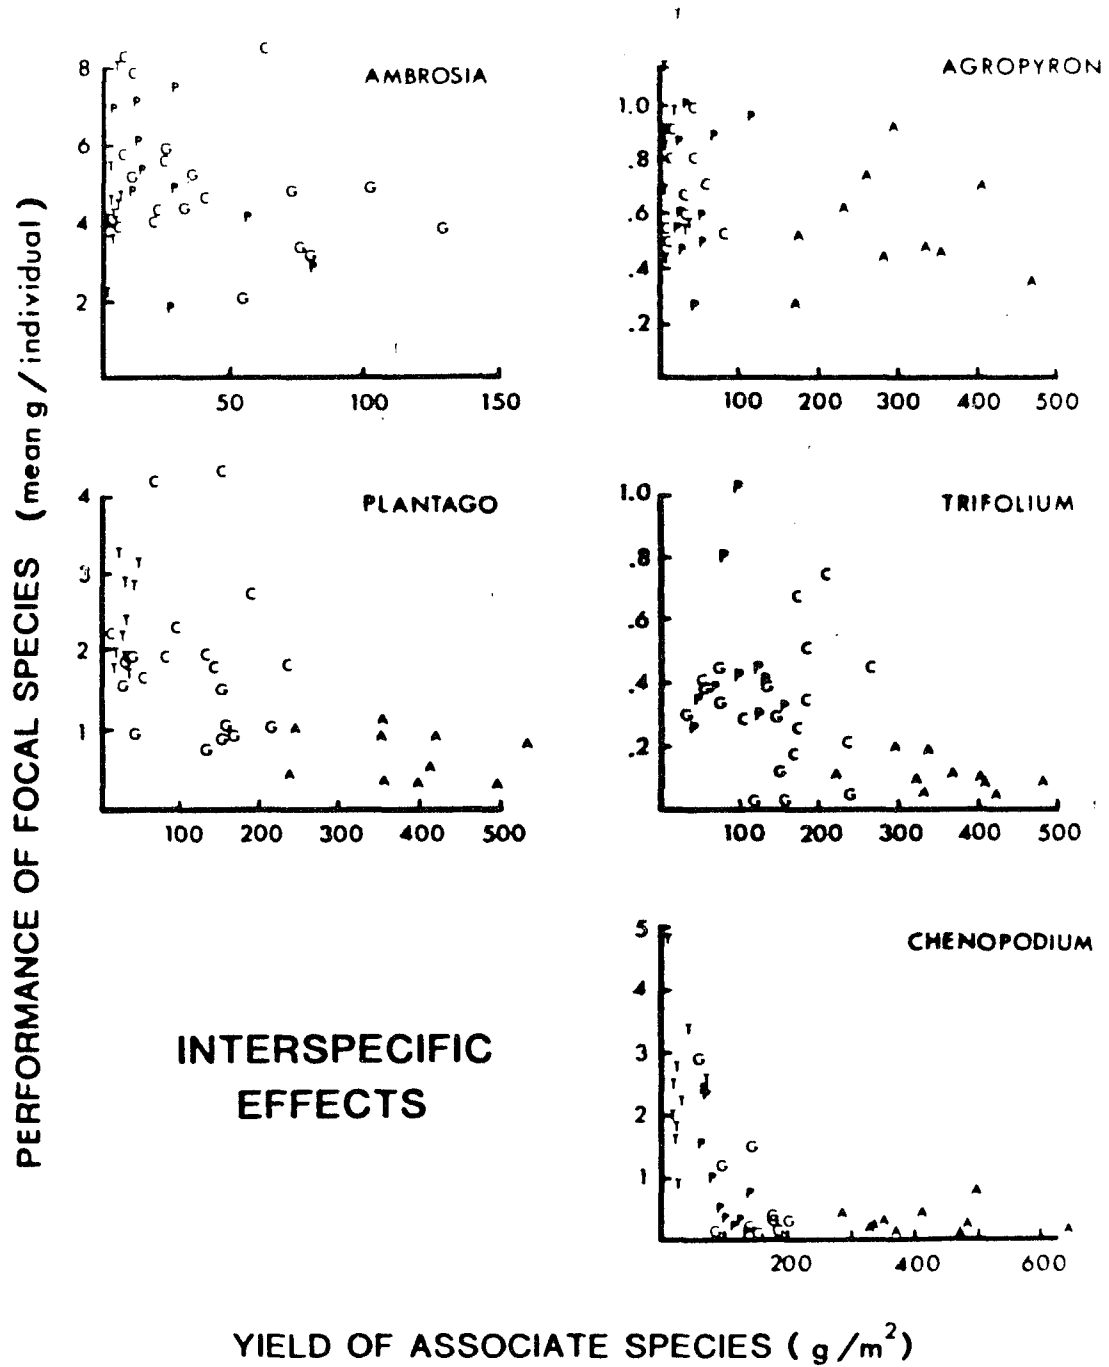 PERFORMANCE OF FOCAL SPECIES (mean g/individual)
AMBROSIA
8
6
4
2
50 100 150
AGROPYRON
1.0
.8
.6
.4
.2
100 200 300 400 500
PLANTAGO
4
3
2
1
100 200 300 400 500
TRIFOLIUM
1.0
.8
.6
.4
.2
100 200 300 400 500
CHENOPODIUM
5
4
3
2
1
200 400 600
INTERSPECIFIC
EFFECTS
YIELD OF ASSOCIATE SPECIES (g/m²)